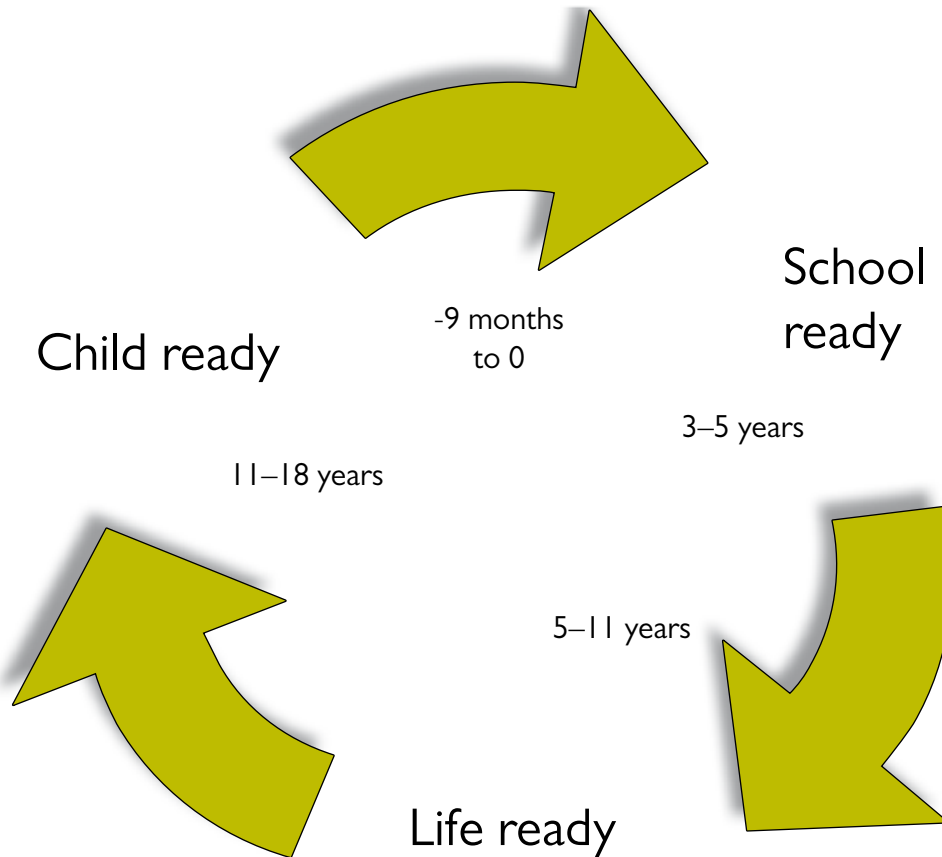 School
ready
-9 months
to 0
Child ready
3–5 years
11–18 years
5–11 years
Life ready